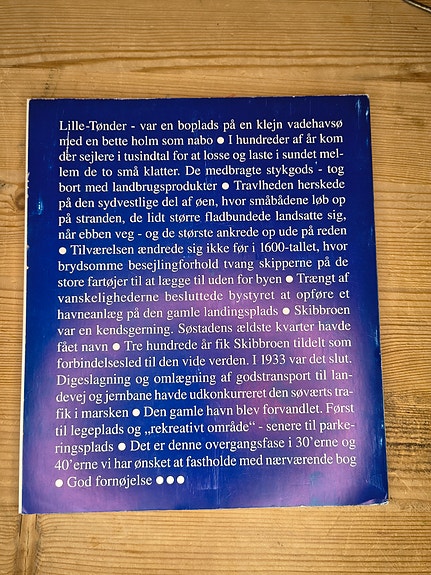 Lille-Tønder - var en boplads på en klejn vadehavsø
med en bette holm som nabo ● I hundreder af år kom
der sejlere i tusindtal for at losse og laste i sundet mel-
lem de to små klatter. De medbragte stykgods - tog
bort med landbrugsprodukter ● Travlheden herskede
på den sydvestlige del af øen, hvor småbådene løb op
på stranden, de lidt større fladbundede landsatte sig,
når ebben veg - og de største ankrede op ude på reden
● Tilværelsen ændrede sig ikke før i 1600-tallet, hvor
brydsomme besejlingforhold tvang skipperne på de
store fartøjer til at lægge til uden for byen ● Trængt af
vanskelighederne besluttede bystyret at opføre et
havneanlæg på den gamle landingsplads ● Skibbroen
var en kendsgerning. Søstadens ældste kvarter havde
fået navn ● Tre hundrede år fik Skibbroen tildelt som
forbindelsesled til den vide verden. I 1933 var det slut.
Digeslagning og omlægning af godstransport til lan-
devej og jernbane havde udkonkurreret den søværts tra-
fik i marsken ● Den gamle havn blev forvandlet. Først
til legeplads og „rekreativt område“ - senere til parke-
ringsplads ● Det er denne overgangsfase i 30’erne og
40’erne vi har ønsket at fastholde med nærværende bog
● God fornøjelse ●●●